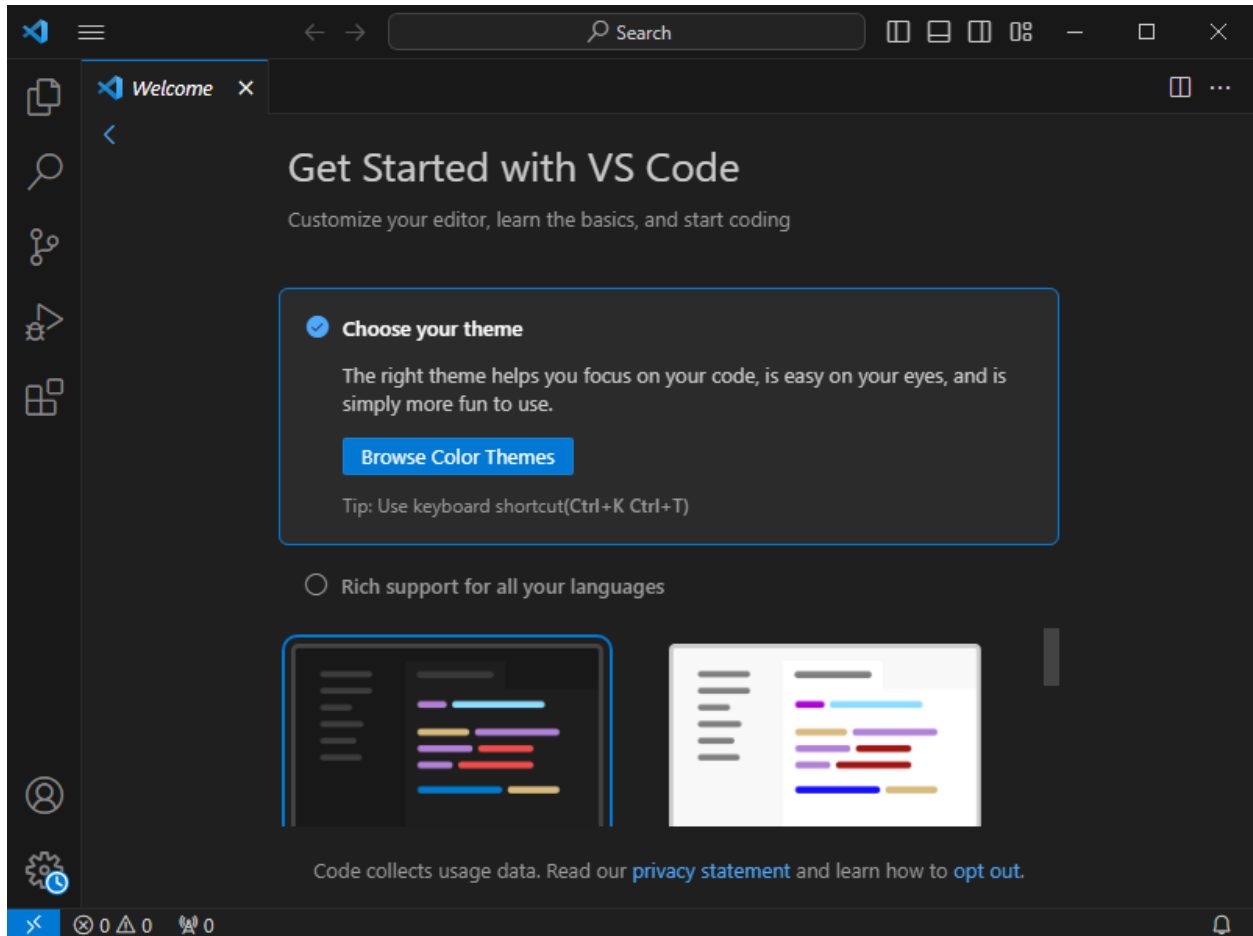 Search
Welcome
Get Started with VS Code
Customize your editor, learn the basics, and start coding
Choose your theme
The right theme helps you focus on your code, is easy on your eyes, and is
simply more fun to use.
Browse Color Themes
Tip: Use keyboard shortcut(Ctrl+K Ctrl+T)
Rich support for all your languages
Code collects usage data. Read our privacy statement and learn how to opt out.
0 0 0